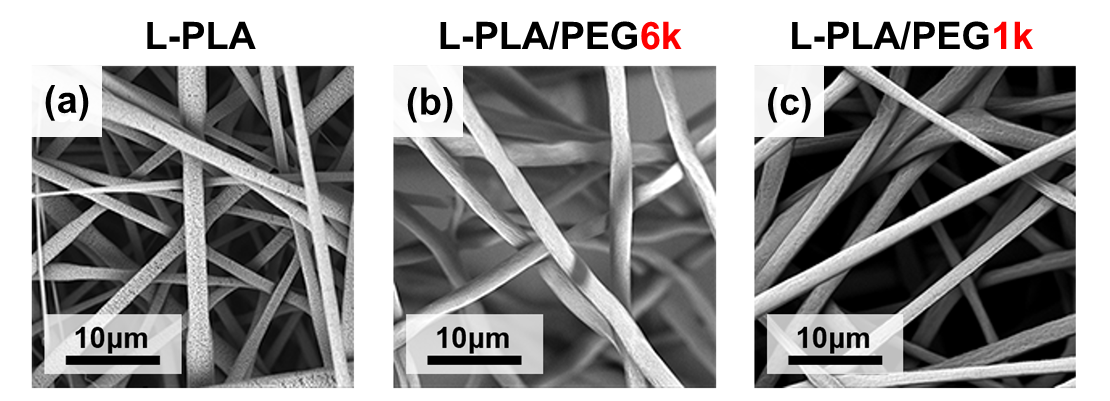 L-PLA
L-PLA/PEG6k
L-PLA/PEG1k
(a)
(b)
(c)
10µm
10µm
10µm